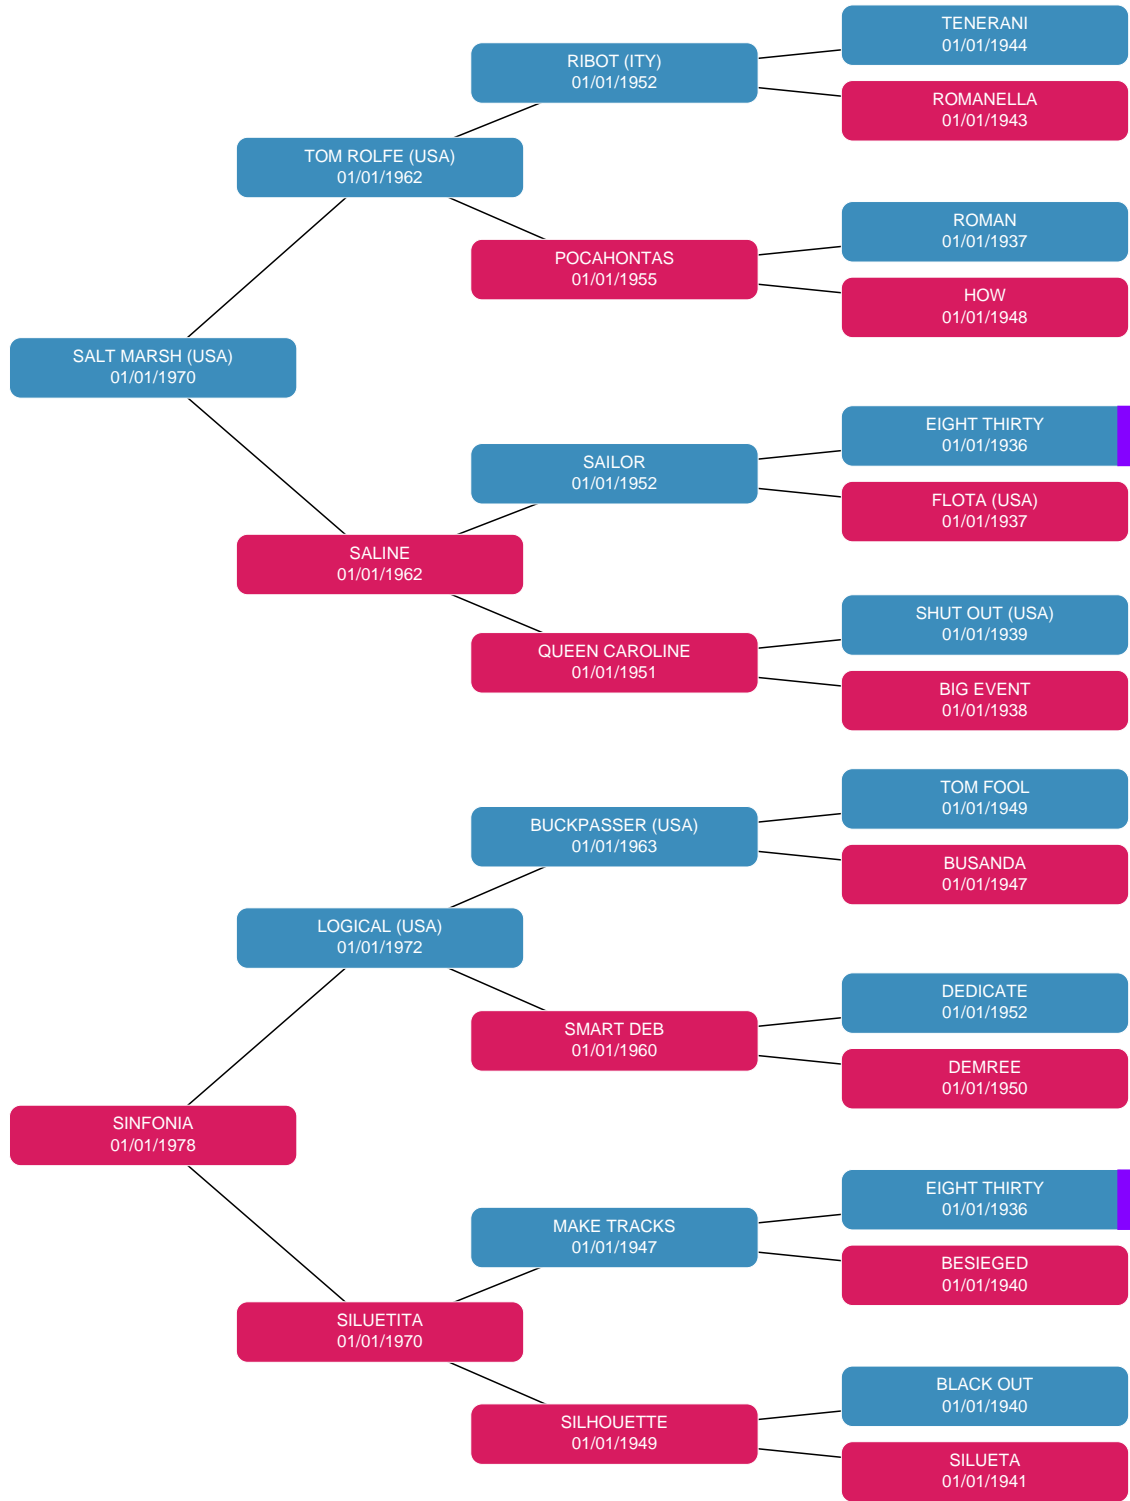 TENERANI
01/01/1944
RIBOT (ITY)
01/01/1952
ROMANELLA
01/01/1943
TOM ROLFE (USA)
01/01/1962
ROMAN
01/01/1937
POCAHONTAS
01/01/1955
HOW
01/01/1948
SALT MARSH (USA)
01/01/1970
EIGHT THIRTY
01/01/1936
SAILOR
01/01/1952
FLOTA (USA)
01/01/1937
SALINE
01/01/1962
SHUT OUT (USA)
01/01/1939
QUEEN CAROLINE
01/01/1951
BIG EVENT
01/01/1938
TOM FOOL
01/01/1949
BUCKPASSER (USA)
01/01/1963
BUSANDA
01/01/1947
LOGICAL (USA)
01/01/1972
DEDICATE
01/01/1952
SMART DEB
01/01/1960
DEMREE
01/01/1950
SINFONIA
01/01/1978
EIGHT THIRTY
01/01/1936
MAKE TRACKS
01/01/1947
BESIEGED
01/01/1940
SILUETITA
01/01/1970
BLACK OUT
01/01/1940
SILHOUETTE
01/01/1949
SILUETA
01/01/1941